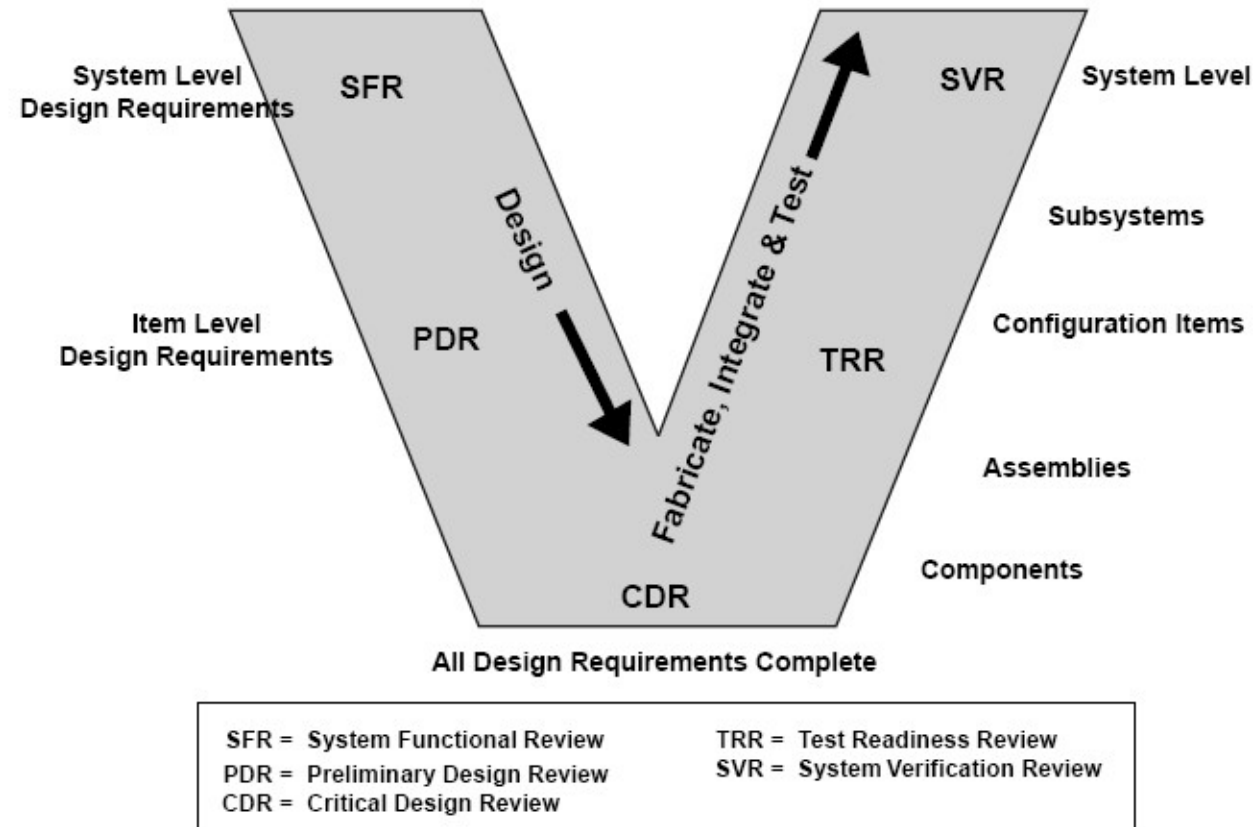 System Level
Design Requirements
SFR
SVR
System Level
Design
Fabricate, Integrate & Test
Subsystems
Item Level
Design Requirements
PDR
TRR
Configuration Items
Assemblies
Components
CDR
All Design Requirements Complete
SFR = System Functional Review
PDR = Preliminary Design Review
CDR = Critical Design Review
TRR = Test Readiness Review
SVR = System Verification Review